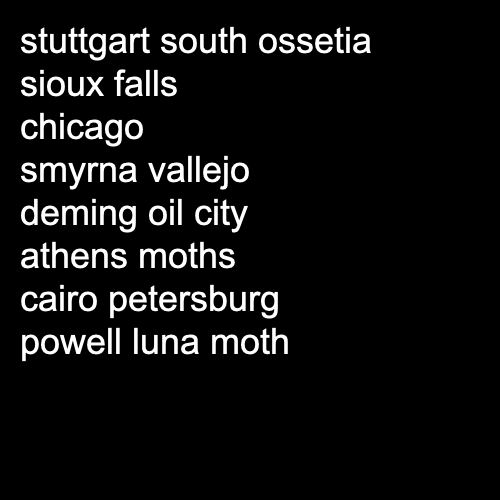 stuttgart south ossetia
sioux falls
chicago
smyrna vallejo
deming oil city
athens moths
cairo petersburg
powell luna moth